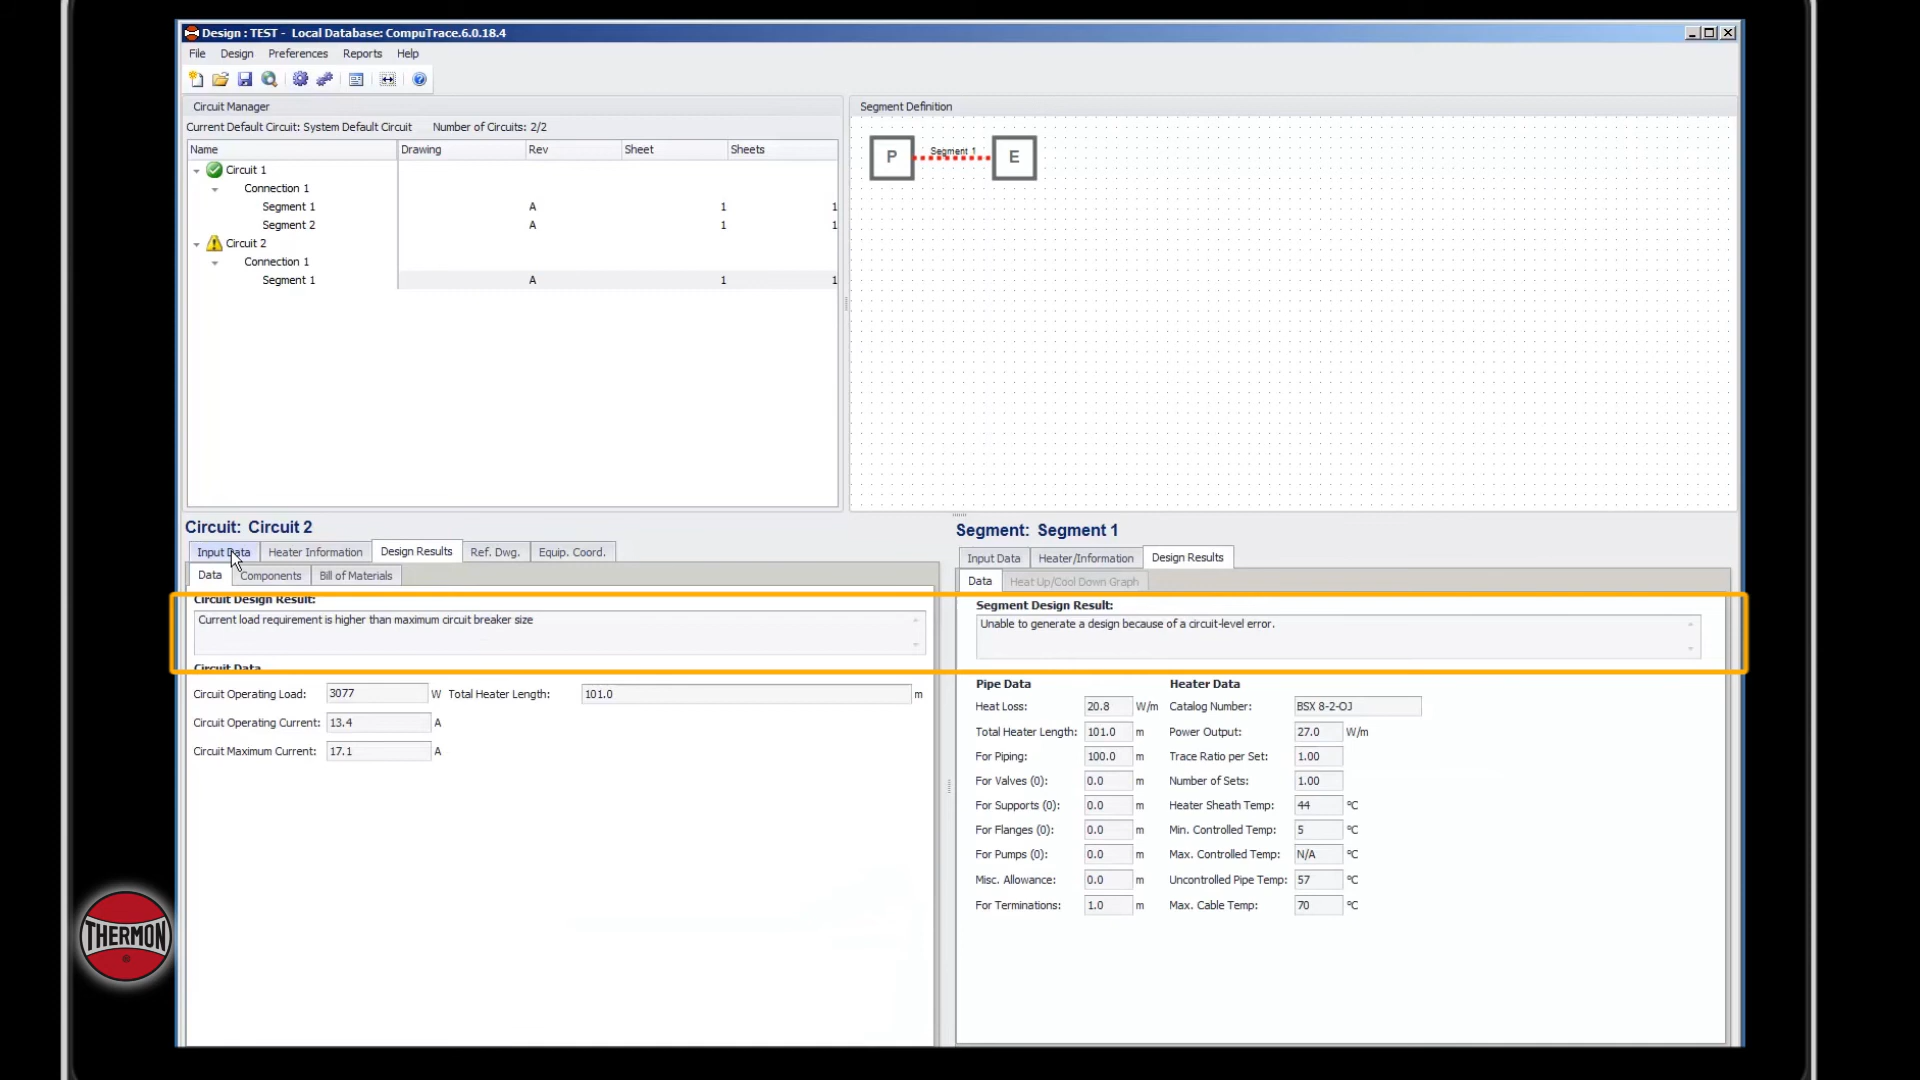 Design : TEST - Local Database: CompuTrace.6.0.18.4
File Design Preferences Reports Help
Circuit Manager
Current Default Circuit: System Default Circuit Number of Circuits: 2/2
Name Drawing Rev Sheet Sheets
Circuit 1
Connection 1
Segment 1 A 1 1
Segment 2 A 1 1
Circuit 2
Connection 1
Segment 1 A 1 1
Segment Definition
P Segment 1 E
Circuit: Circuit 2
Input Data Heater Information Design Results Ref. Dwg. Equip. Coord.
Data Components Bill of Materials
Circuit Design Result:
Current load requirement is higher than maximum circuit breaker size
Circuit Data
Circuit Operating Load: 3077 W Total Heater Length: 101.0 m
Circuit Operating Current: 13.4 A
Circuit Maximum Current: 17.1 A
Segment: Segment 1
Input Data Heater/Information Design Results
Data Heat Up/Cool Down Graph
Segment Design Result:
Unable to generate a design because of a circuit-level error.
Pipe Data Heater Data
Heat Loss: 20.8 W/m Catalog Number: BSX 8-2-OJ
Total Heater Length: 101.0 m Power Output: 27.0 W/m
For Piping: 100.0 m Trace Ratio per Set: 1.00
For Valves (0): 0.0 m Number of Sets: 1.00
For Supports (0): 0.0 m Heater Sheath Temp: 44 °C
For Flanges (0): 0.0 m Min. Controlled Temp: 5 °C
For Pumps (0): 0.0 m Max. Controlled Temp: N/A °C
Misc. Allowance: 0.0 m Uncontrolled Pipe Temp: 57 °C
For Terminations: 1.0 m Max. Cable Temp: 70 °C
THERMON
®